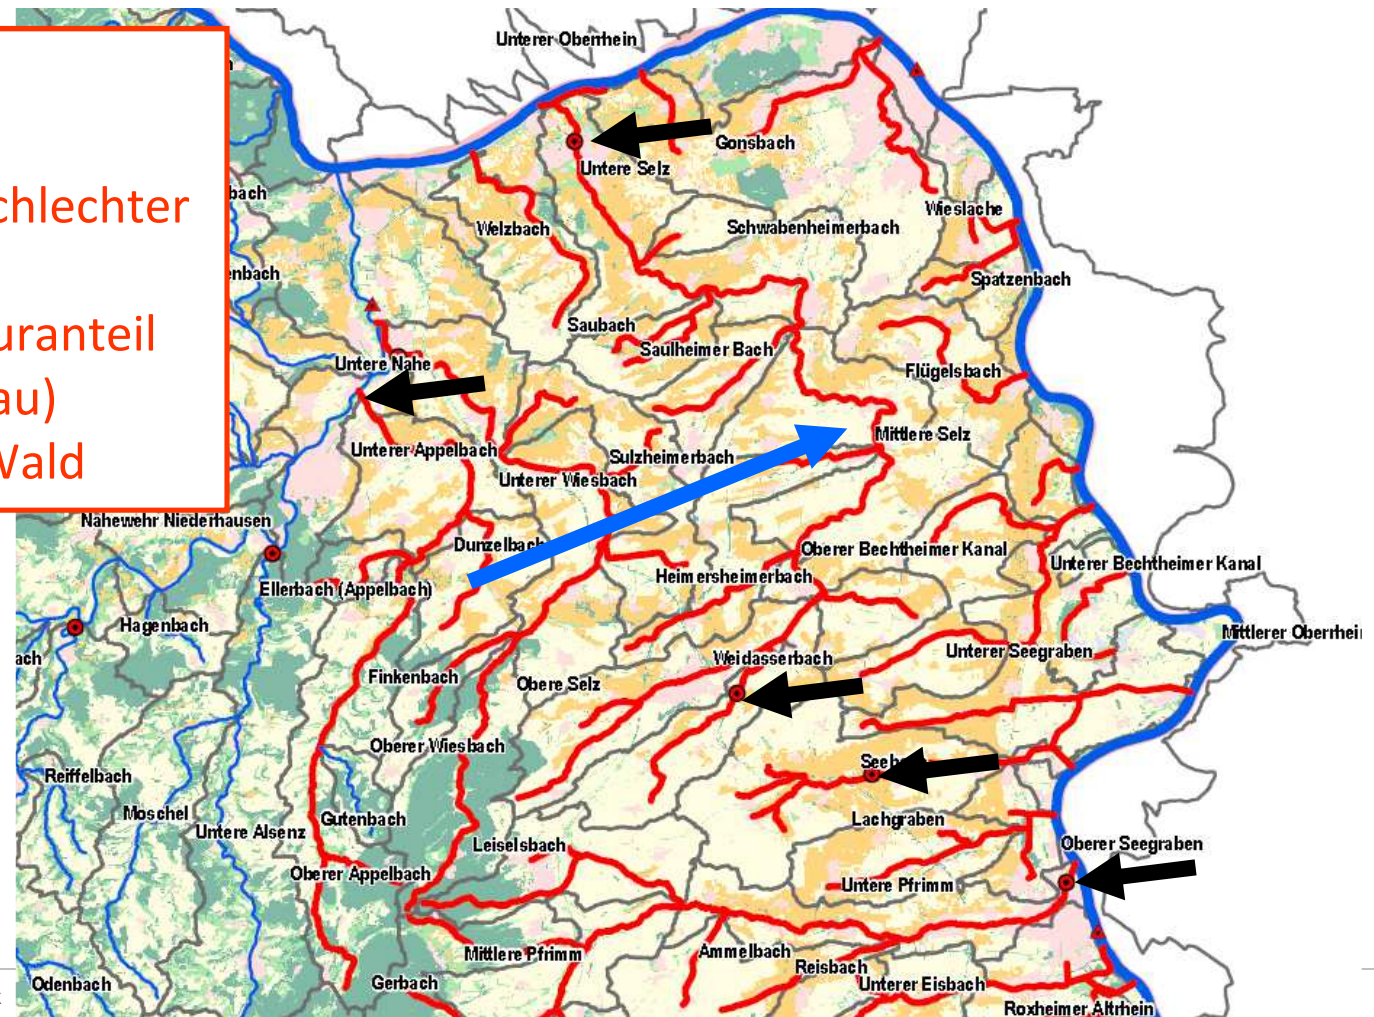 chlechter
uranteil
au)
Wald
Unterer Oberrhein
Gonsbach
Untere Selz
bach
Wieslache
Welzbach
Schwabenheimerbach
enbach
Spatzenbach
Saubach
Saulheimer Bach
Untere Nahe
Flügelsbach
Mittlere Selz
Unterer Appelbach
Sulzheimerbach
Unterer Wiesbach
Nahewehr Niederhausen
Dunzelbach
Oberer Bechtheimer Kanal
Unterer Bechtheimer Kanal
Heimersheimerbach
Ellerbach (Appelbach)
Hagenbach
Mittlerer Oberrhei
ach
Unterer Seegraben
Weidasserbach
Finkenbach
Obere Selz
Oberer Wiesbach
Reiffelbach
Moschel
Gutenbach
Lachgraben
Untere Alsenz
Leiselsbach
Oberer Seegraben
Oberer Appelbach
Untere Pfrimm
Mittlere Pfrimm
Ammelbach
Reisbach
Odenbach
Gerbach
Unterer Eisbach
Roxheimer Altrhein